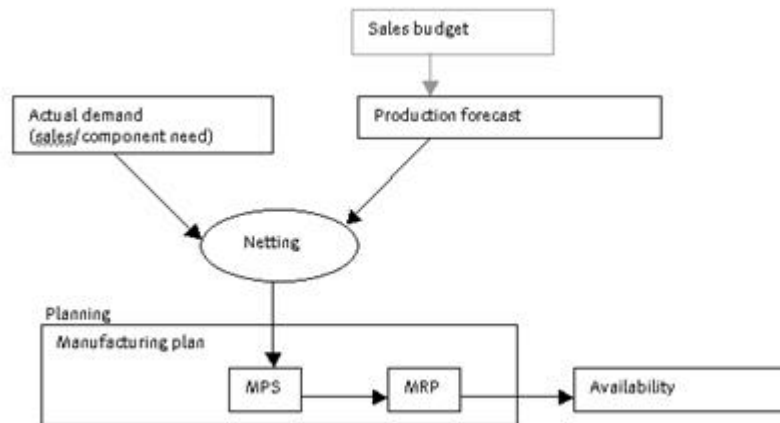 Sales budget
Actual demand
(sales/component need)
Production forecast
Netting
Planning
Manufacturing plan
MPS
MRP
Availability